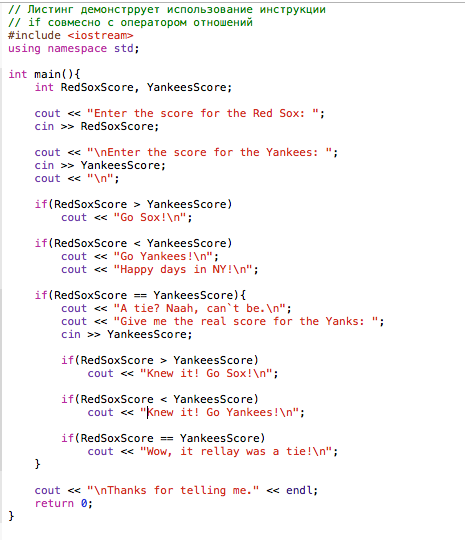 // Листинг демонстррует использование инструкции
// if совмесно с оператором отношений
#include <iostream>
using namespace std;
int main(){
int RedSoxScore, YankeesScore;
cout << "Enter the score for the Red Sox: ";
cin >> RedSoxScore;
cout << "\nEnter the score for the Yankees: ";
cin >> YankeesScore;
cout << "\n";
if(RedSoxScore > YankeesScore)
cout << "Go Sox!\n";
if(RedSoxScore < YankeesScore)
cout << "Go Yankees!\n";
cout << "Happy days in NY!\n";
if(RedSoxScore == YankeesScore){
cout << "A tie? Naah, can`t be.\n";
cout << "Give me the real score for the Yanks: ";
cin >> YankeesScore;
if(RedSoxScore > YankeesScore)
cout << "Knew it! Go Sox!\n";
if(RedSoxScore < YankeesScore)
cout << "Knew it! Go Yankees!\n";
if(RedSoxScore == YankeesScore)
cout << "Wow, it rellay was a tie!\n";
}
cout << "\nThanks for telling me." << endl;
return 0;
}